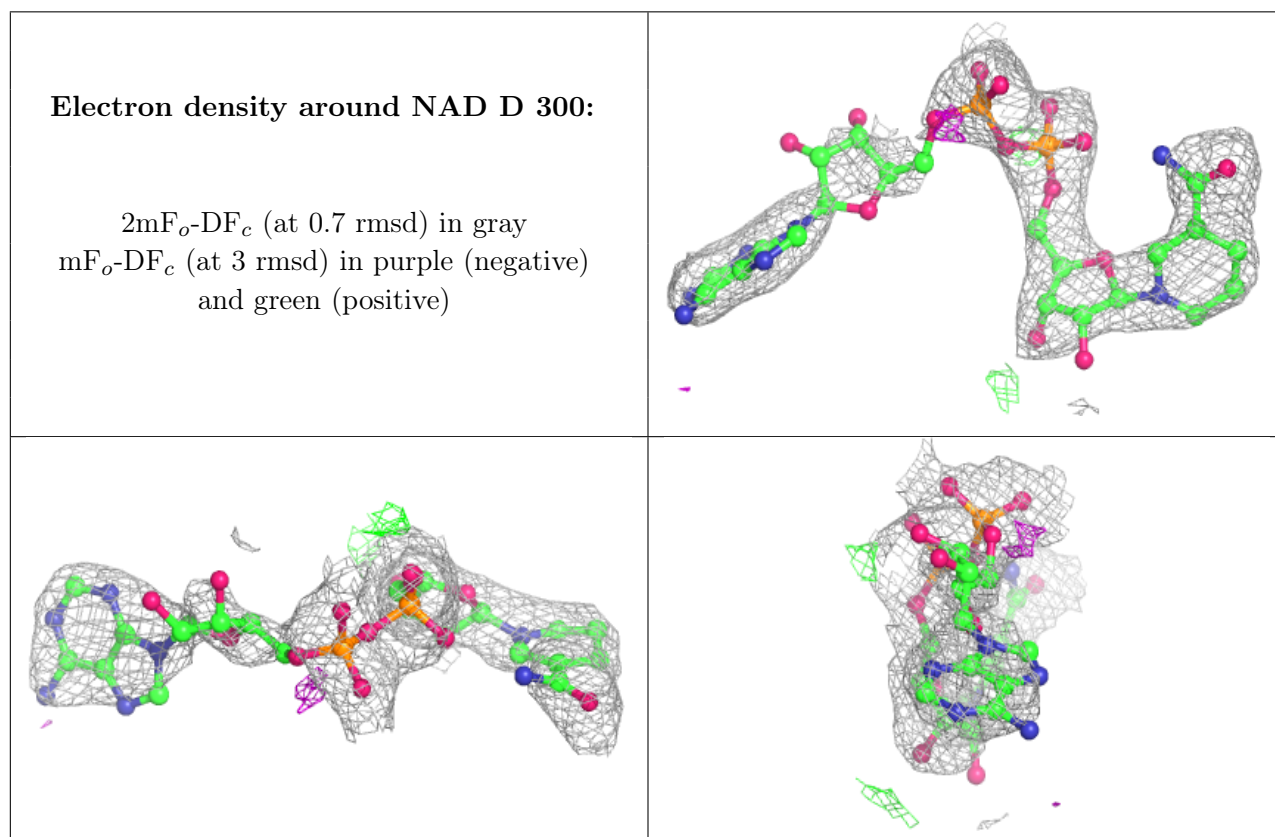 Electron density around NAD D 300:
2mFo-DFc (at 0.7 rmsd) in gray
mFo-DFc (at 3 rmsd) in purple (negative)
and green (positive)